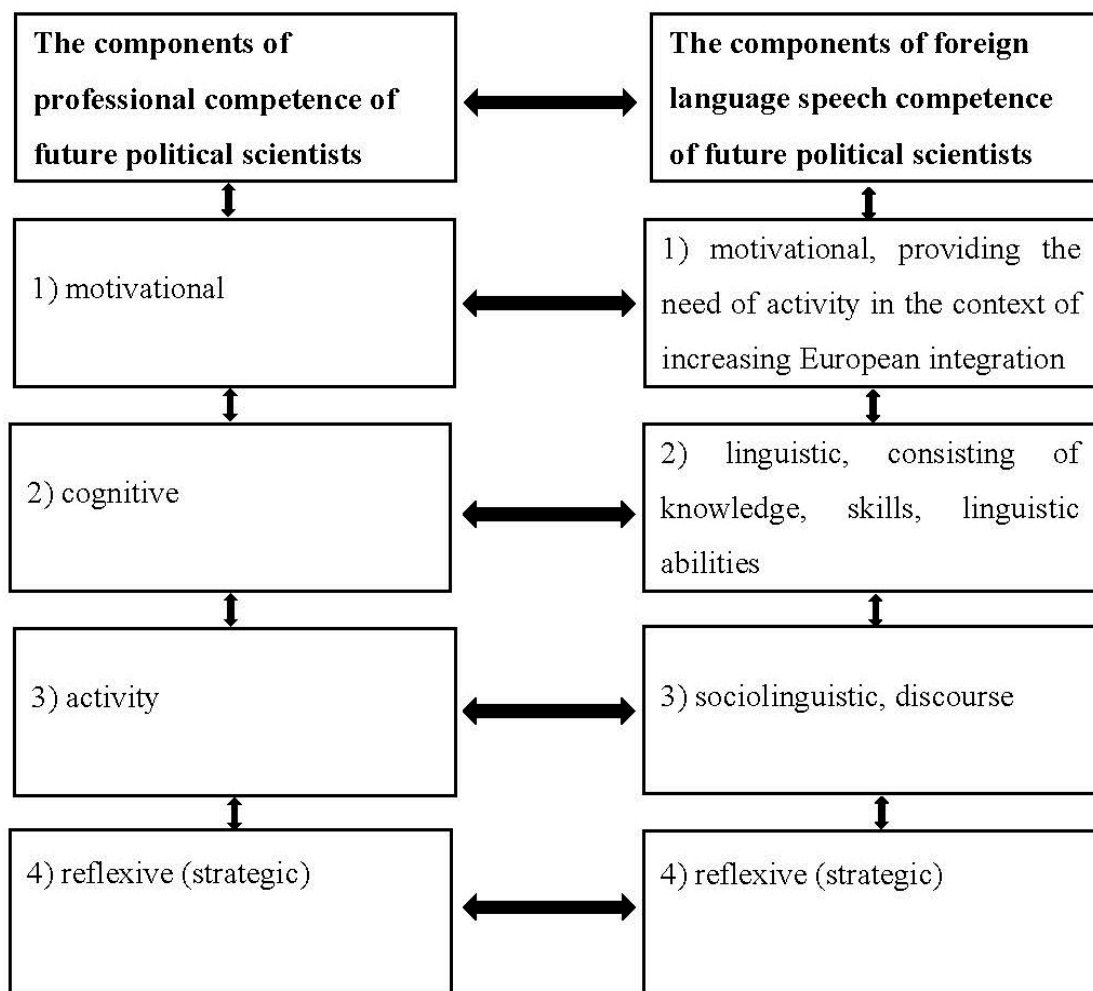 The components of
professional competence of
future political scientists
The components of foreign
language speech competence
of future political scientists
1) motivational
1) motivational, providing the
need of activity in the context of
increasing European integration
2) cognitive
2) linguistic, consisting of
knowledge, skills, linguistic
abilities
3) activity
3) sociolinguistic, discourse
4) reflexive (strategic)
4) reflexive (strategic)